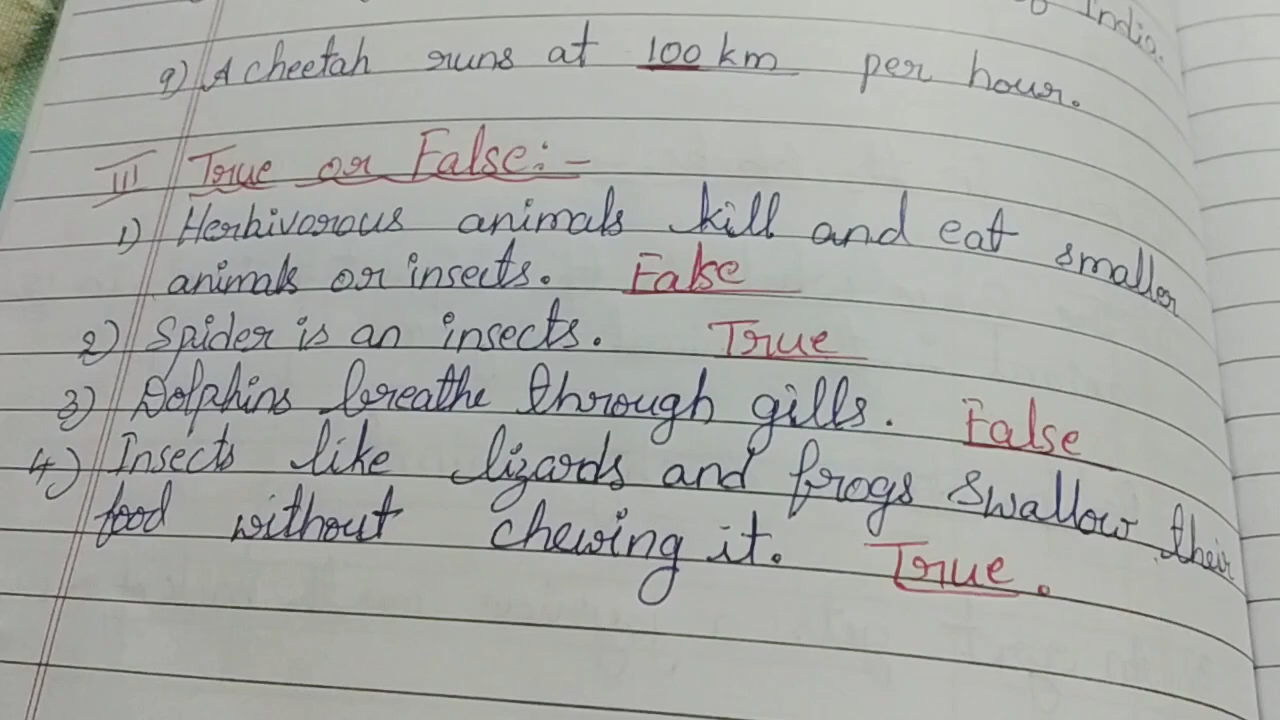 India.
9) A cheetah runs at 100 km per hour.
III True or False:-
1) Herbivorous animals kill and eat smaller
animals or insects. False
2) Spider is an insects. True
3) Dolphins breathe through gills. False
4) Insects like lizards and frogs swallow their
food without chewing it. True.